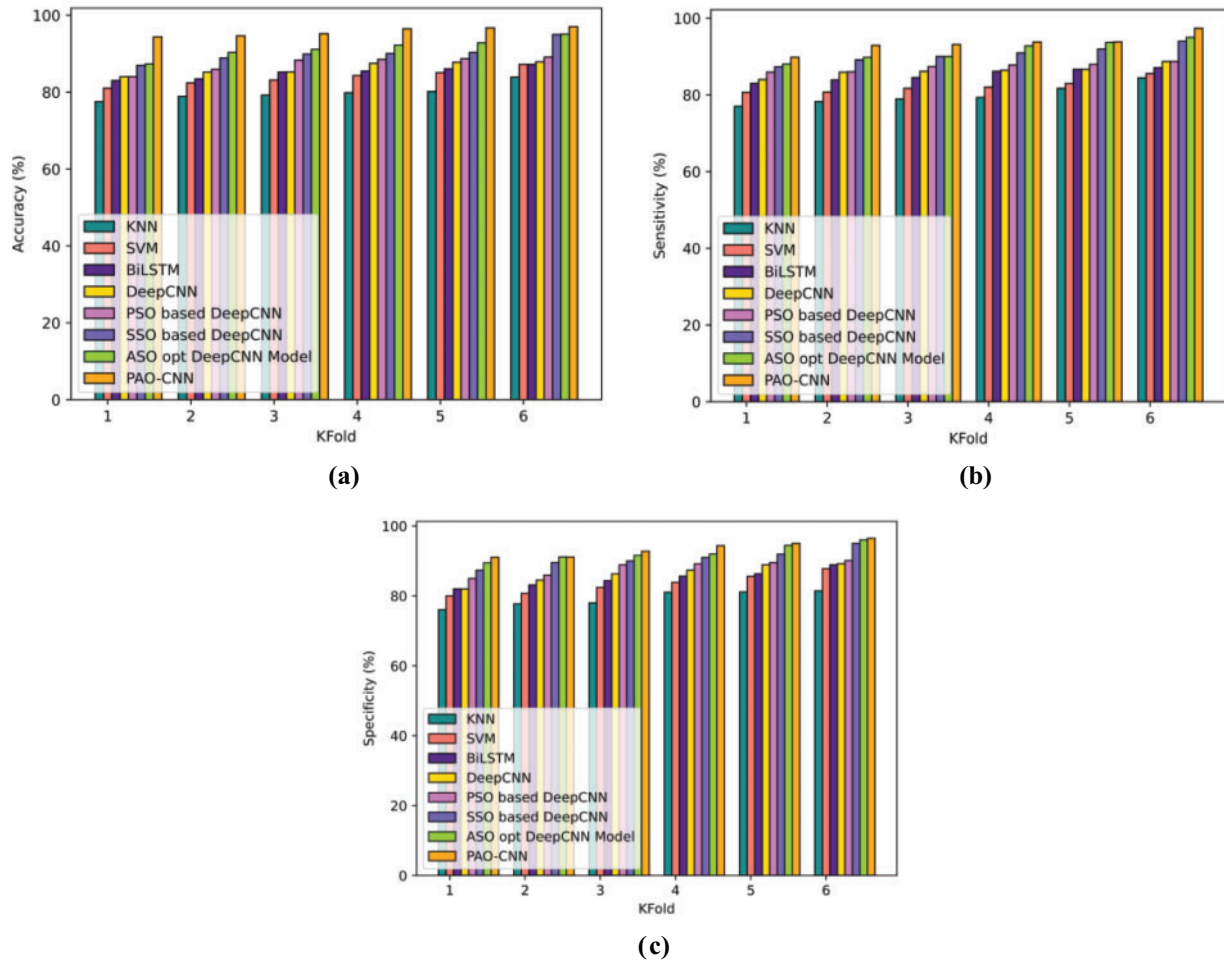 100
80
60
40
20
0
Accuracy (%)
KNN
SVM
BiLSTM
DeepCNN
PSO based DeepCNN
SSO based DeepCNN
ASO opt DeepCNN Model
PAO-CNN
1 2 3 4 5 6
KFold
(a)
100
80
60
40
20
0
Sensitivity (%)
KNN
SVM
BiLSTM
DeepCNN
PSO based DeepCNN
SSO based DeepCNN
ASO opt DeepCNN Model
PAO-CNN
1 2 3 4 5 6
KFold
(b)
100
80
60
40
20
0
Specificity (%)
KNN
SVM
BiLSTM
DeepCNN
PSO based DeepCNN
SSO based DeepCNN
ASO opt DeepCNN Model
PAO-CNN
1 2 3 4 5 6
KFold
(c)